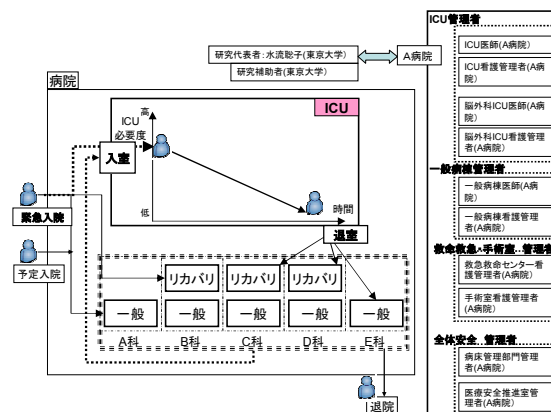 ICU管理者
ICU医師(A病院)
ICU看護管理者(A病
院)
脳外科ICU医師(A病
院)
脳外科ICU看護管理
者(A病院)
一般病棟管理者
一般病棟医師(A病
院)
一般病棟看護管理
者(A病院)
救命救急、手術室 管理者
救急救命センター看
護管理者(A病院)
手術室看護管理者
(A病院)
全体安全 管理者
病床管理部門管理
者(A病院)
医療安全推進室管
理者(A病院)
研究代表者:水流聡子(東京大学)
研究補助者(東京大学)
A病院
病院
ICU
高
ICU
必要度
入室
低
時間
退室
緊急入院
予定入院
リカバリ
リカバリ
リカバリ
一般
一般
一般
一般
一般
A科
B科
C科
D科
E科
退院